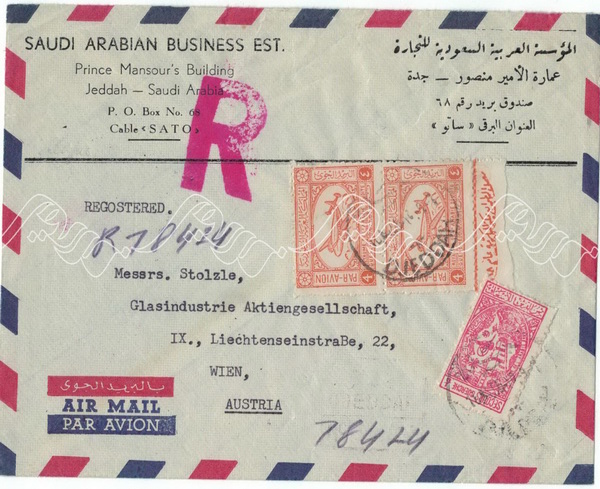 SAUDI ARABIAN BUSINESS EST.
Prince Mansour's Building
Jeddah — Saudi Arabia
P. O. Box No. 68
Cable «SATO»
المؤسسة العربية السعودية للتجارة
عمارة الأمير منصور — جدة
صندوق بريد رقم ٦٨
العنوان البرقي « ساتو »
R
REGOSTERED.
R 78424
Messrs. Stolzle,
Glasindustrie Aktiengesellschaft,
IX., Liechtenseinstraße, 22,
WIEN,
AUSTRIA
PAR-AVION
PAR-AVION
JEDDAH
بالبريد الجوي
AIR MAIL
PAR AVION
78424